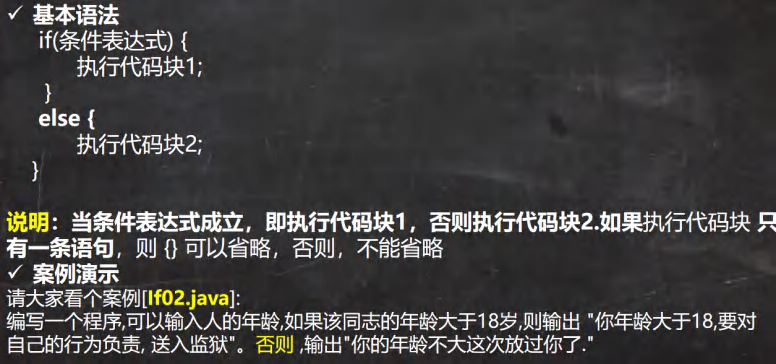 ✓ 基本语法
if(条件表达式) {
执行代码块1;
}
else {
执行代码块2;
}
说明：当条件表达式成立，即执行代码块1，否则执行代码块2.如果执行代码块 只
有一条语句，则 {} 可以省略，否则，不能省略
✓ 案例演示
请大家看个案例[If02.java]:
编写一个程序,可以输入人的年龄,如果该同志的年龄大于18岁,则输出 "你年龄大于18,要对
自己的行为负责, 送入监狱"。否则 ,输出"你的年龄不大这次放过你了."